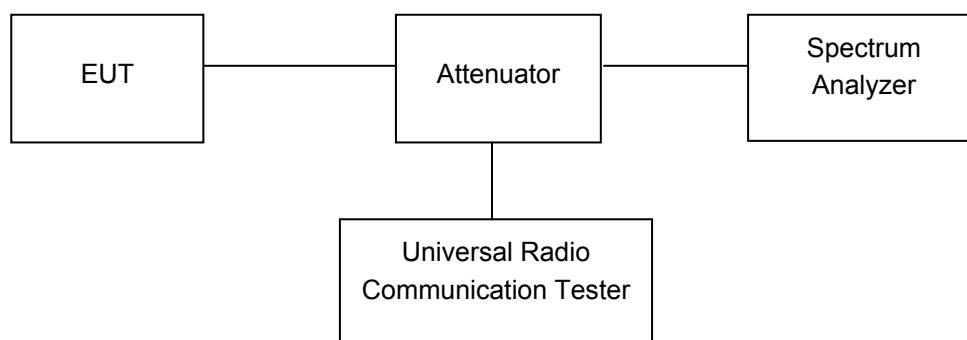 EUT
Attenuator
Spectrum
Analyzer
Universal Radio
Communication Tester